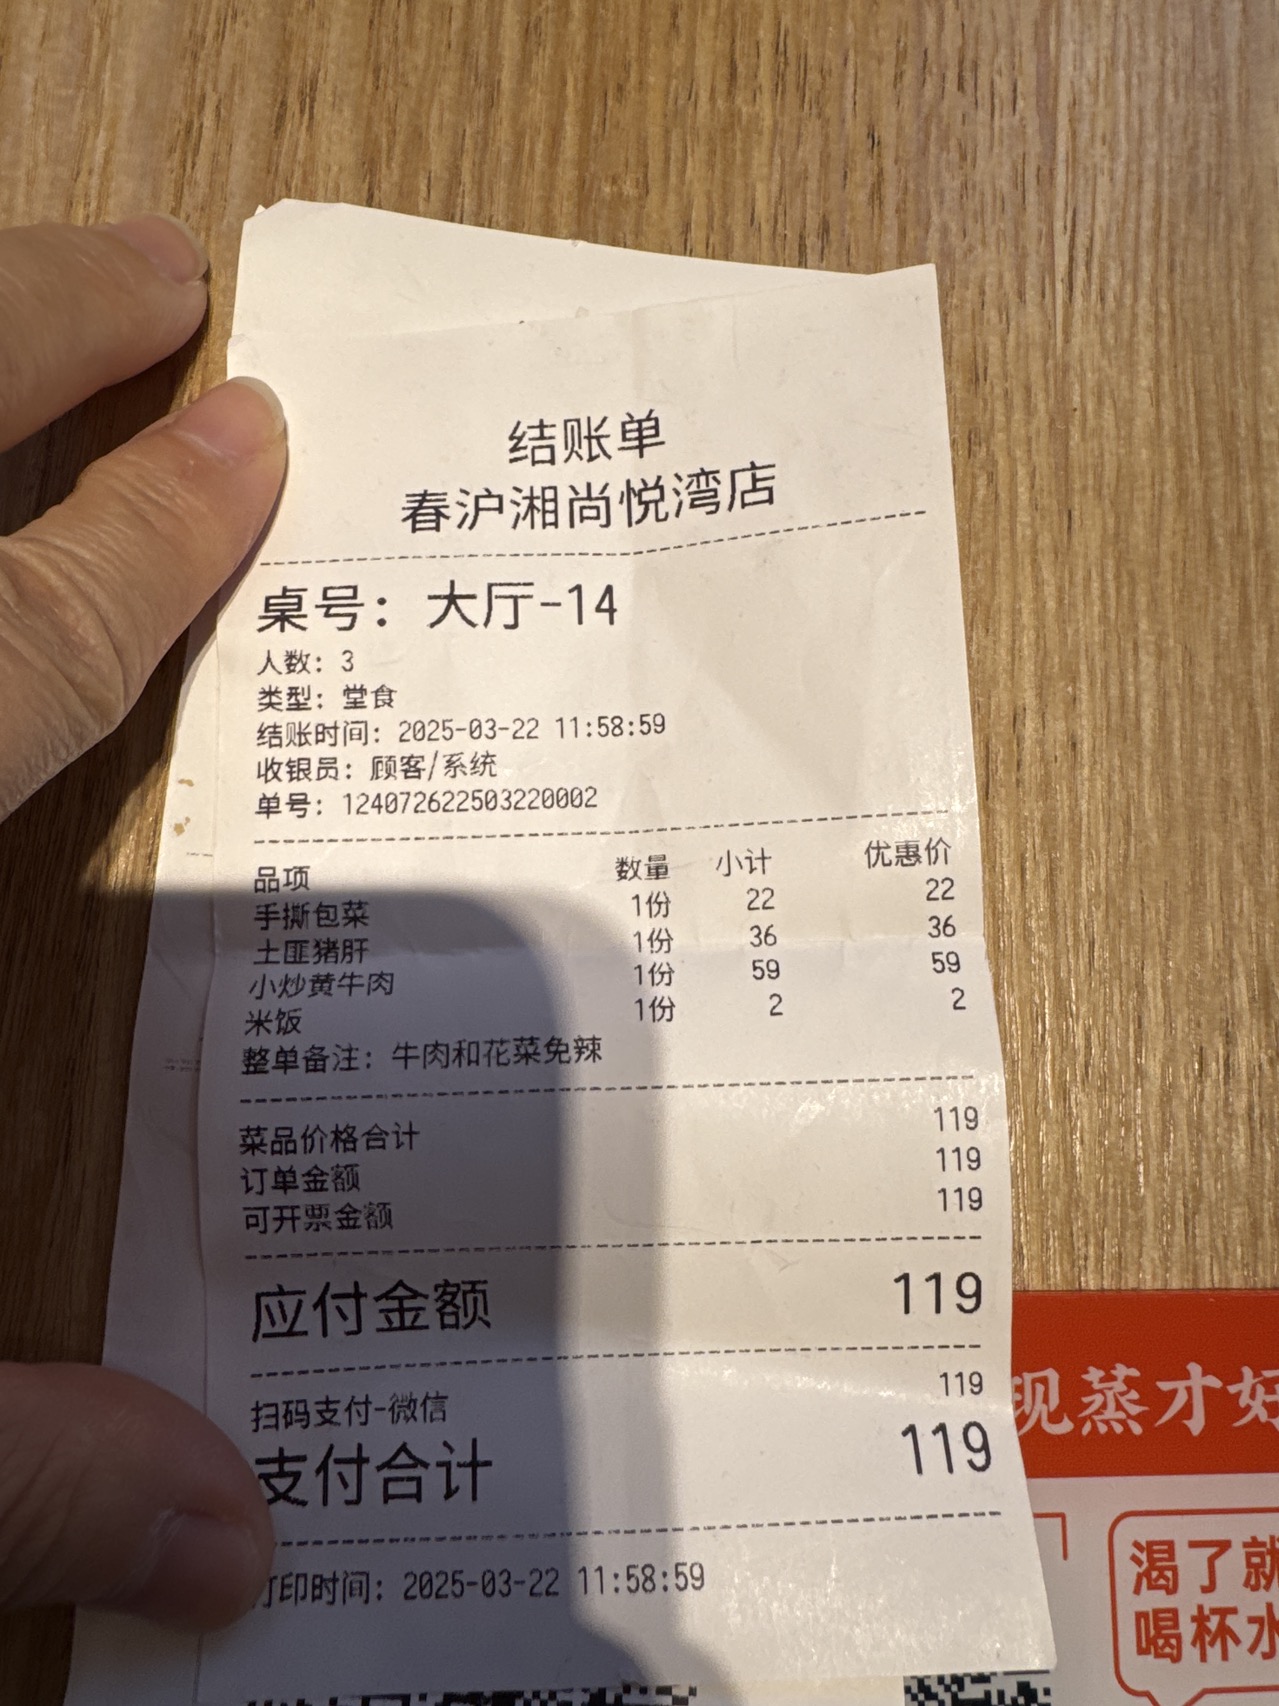 结账单
春沪湘尚悦湾店
桌号：大厅-14
人数：3
类型：堂食
结账时间：2025-03-22 11:58:59
收银员：顾客/系统
单号：124072622503220002
品项 数量 小计 优惠价
手撕包菜 1份 22 22
土匪猪肝 1份 36 36
小炒黄牛肉 1份 59 59
米饭 1份 2 2
整单备注：牛肉和花菜免辣
菜品价格合计 119
订单金额 119
可开票金额 119
应付金额 119
扫码支付-微信 119
支付合计 119
打印时间：2025-03-22 11:58:59
现蒸才好
渴了就
喝杯水